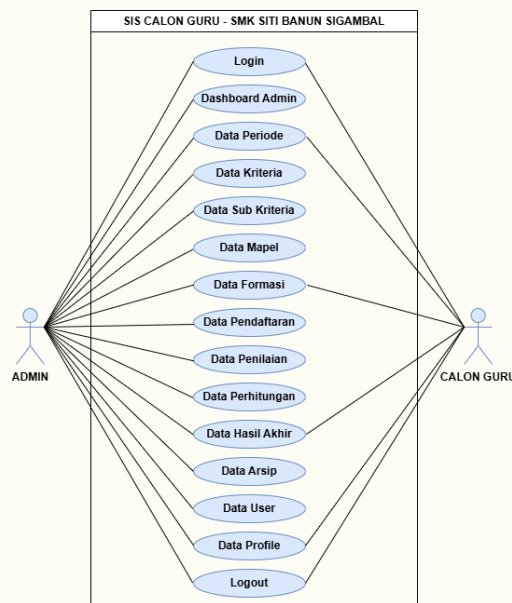 SIS CALON GURU - SMK SITI BANUN SIGAMBAL
Login
Dashboard Admin
Data Periode
Data Kriteria
Data Sub Kriteria
Data Mapel
Data Formasi
Data Pendaftaran
Data Penilaian
Data Perhitungan
Data Hasil Akhir
Data Arsip
Data User
Data Profile
Logout
ADMIN
CALON GURU